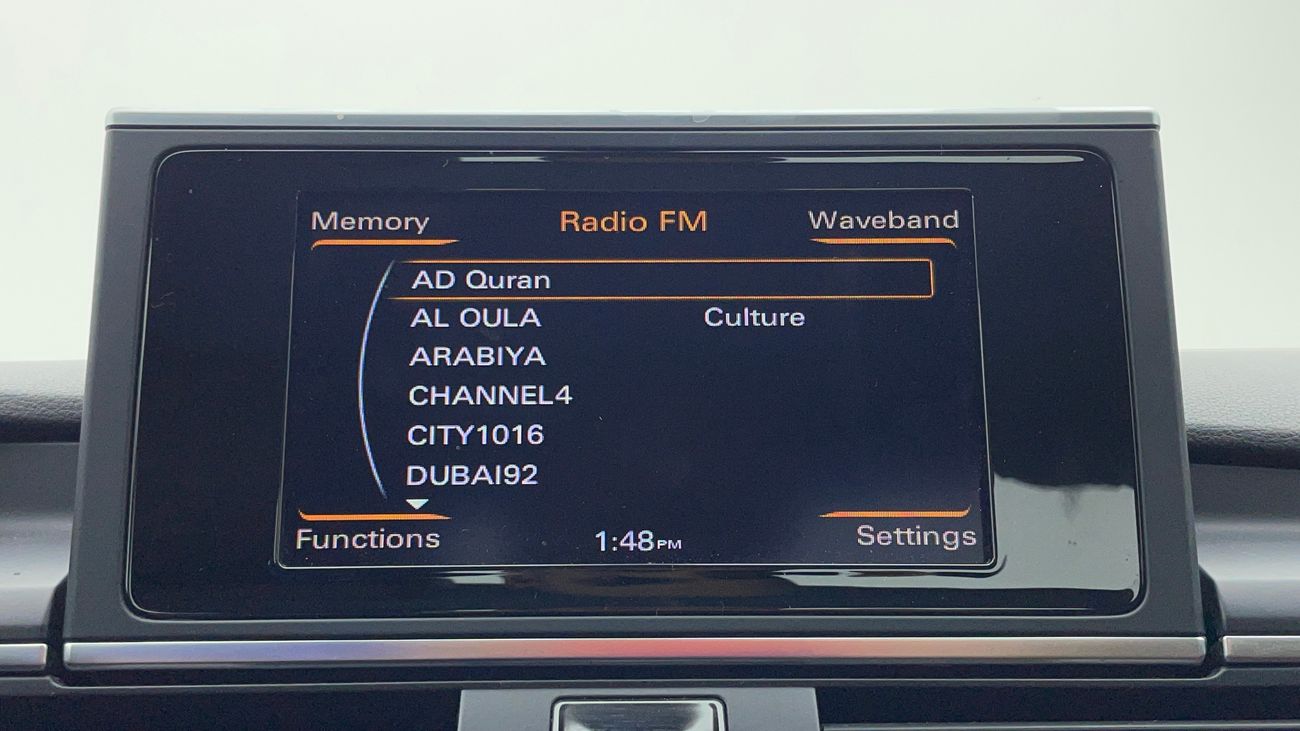 Memory Radio FM Waveband
AD Quran
AL OULA Culture
ARABIYA
CHANNEL4
CITY1016
DUBAI92
Functions 1:48PM Settings